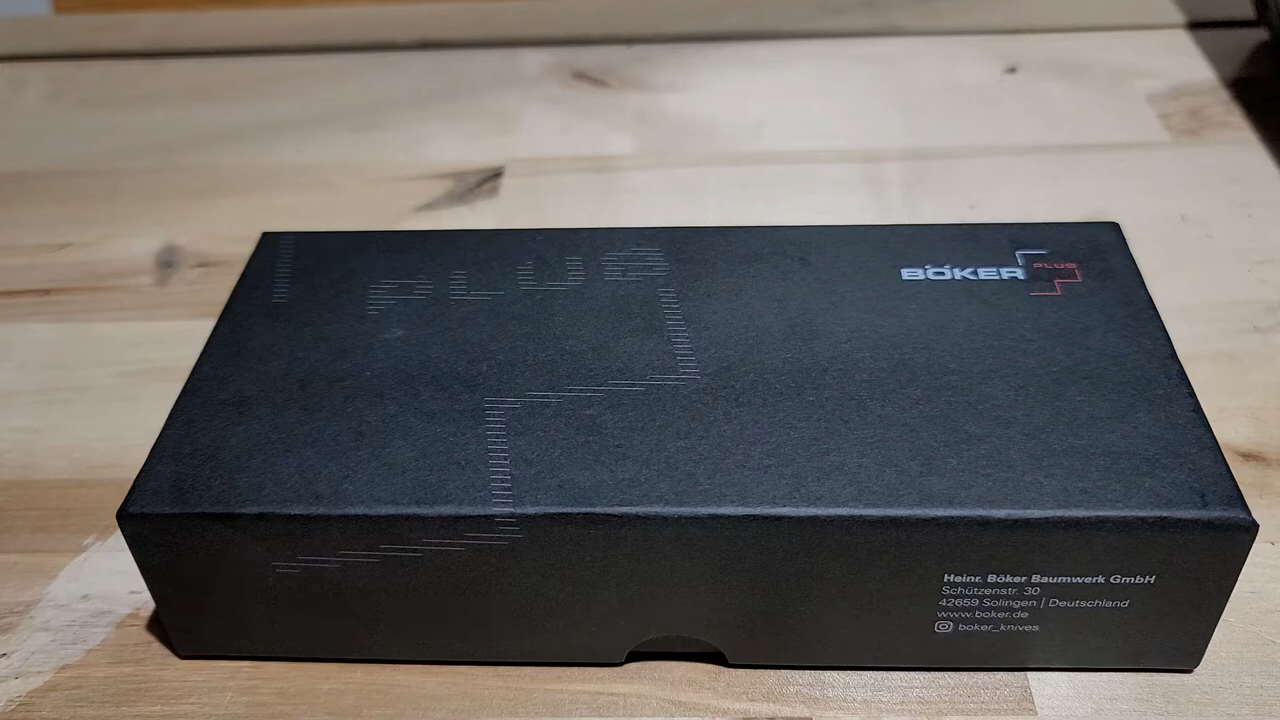 PLUS
BÖKER PLUS
Heinr. Böker Baumwerk GmbH
Schützenstr. 30
42659 Solingen | Deutschland
www.boker.de
boker_knives